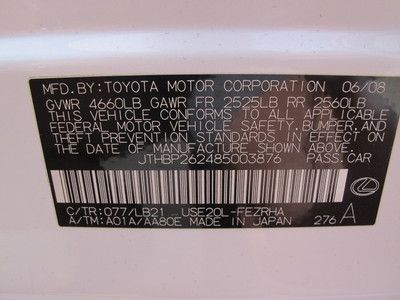 MFD. BY: TOYOTA MOTOR CORPORATION 06/08
GVWR 4660LB GAWR FR 2525LB RR 2560LB
THIS VEHICLE CONFORMS TO ALL APPLICABLE
FEDERAL MOTOR VEHICLE SAFETY, BUMPER, AND
THEFT PREVENTION STANDARDS IN EFFECT ON
THE DATE OF MANUFACTURE SHOWN ABOVE.
JTHBP262485003876 PASS.CAR
C/TR: 077/LB21 USE20L-FEZRHA
A/TM: A01A/AA80E MADE IN JAPAN 276 A